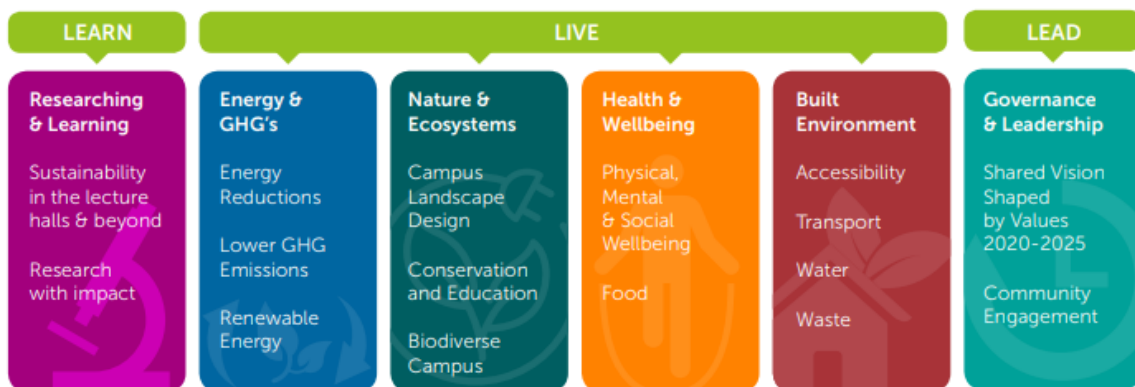 LEARN
LIVE
LEAD
Researching
& Learning
Sustainability
in the lecture
halls & beyond
Research
with impact
Energy &
GHG's
Energy
Reductions
Lower GHG
Emissions
Renewable
Energy
Nature &
Ecosystems
Campus
Landscape
Design
Conservation
and Education
Biodiverse
Campus
Health &
Wellbeing
Physical,
Mental
& Social
Wellbeing
Food
Built
Environment
Accessibility
Transport
Water
Waste
Governance
& Leadership
Shared Vision
Shaped
by Values
2020-2025
Community
Engagement